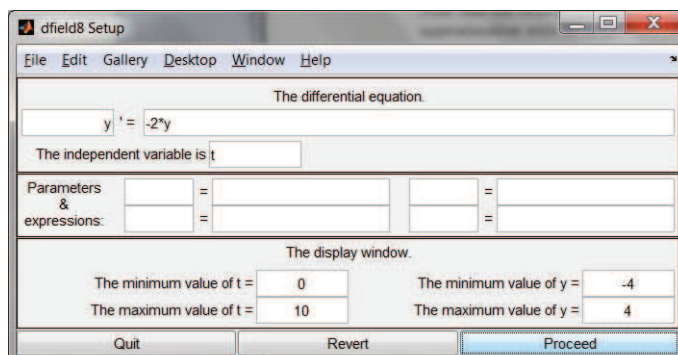 dfield8 Setup
File Edit Gallery Desktop Window Help
The differential equation.
y ' = -2*y
The independent variable is t
Parameters & expressions:
= =
= =
The display window.
The minimum value of t = 0 The minimum value of y = -4
The maximum value of t = 10 The maximum value of y = 4
Quit Revert Proceed